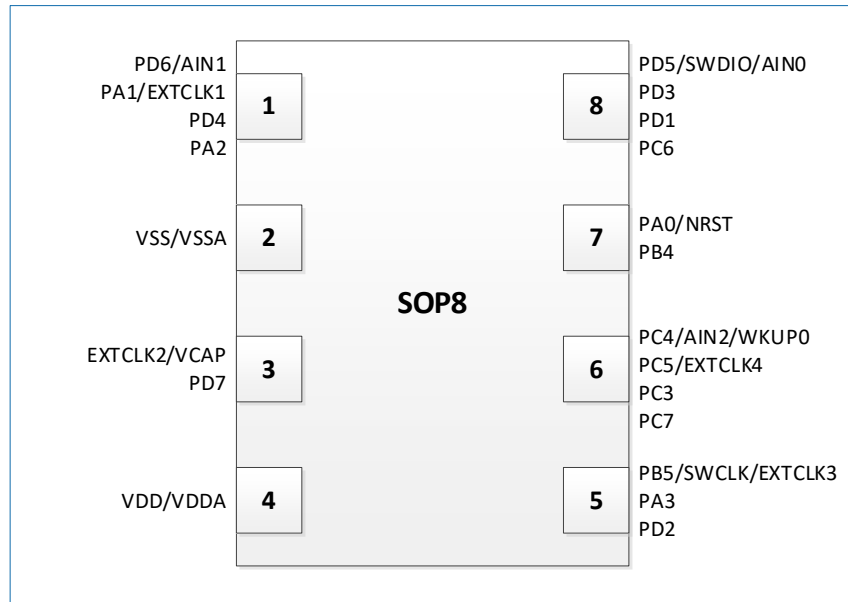 PD6/AIN1
PA1/EXTCLK1
PD4
PA2
1
VSS/VSSA
2
EXTCLK2/VCAP
PD7
3
VDD/VDDA
4
SOP8
8
PD5/SWDIO/AIN0
PD3
PD1
PC6
7
PA0/NRST
PB4
6
PC4/AIN2/WKUP0
PC5/EXTCLK4
PC3
PC7
5
PB5/SWCLK/EXTCLK3
PA3
PD2